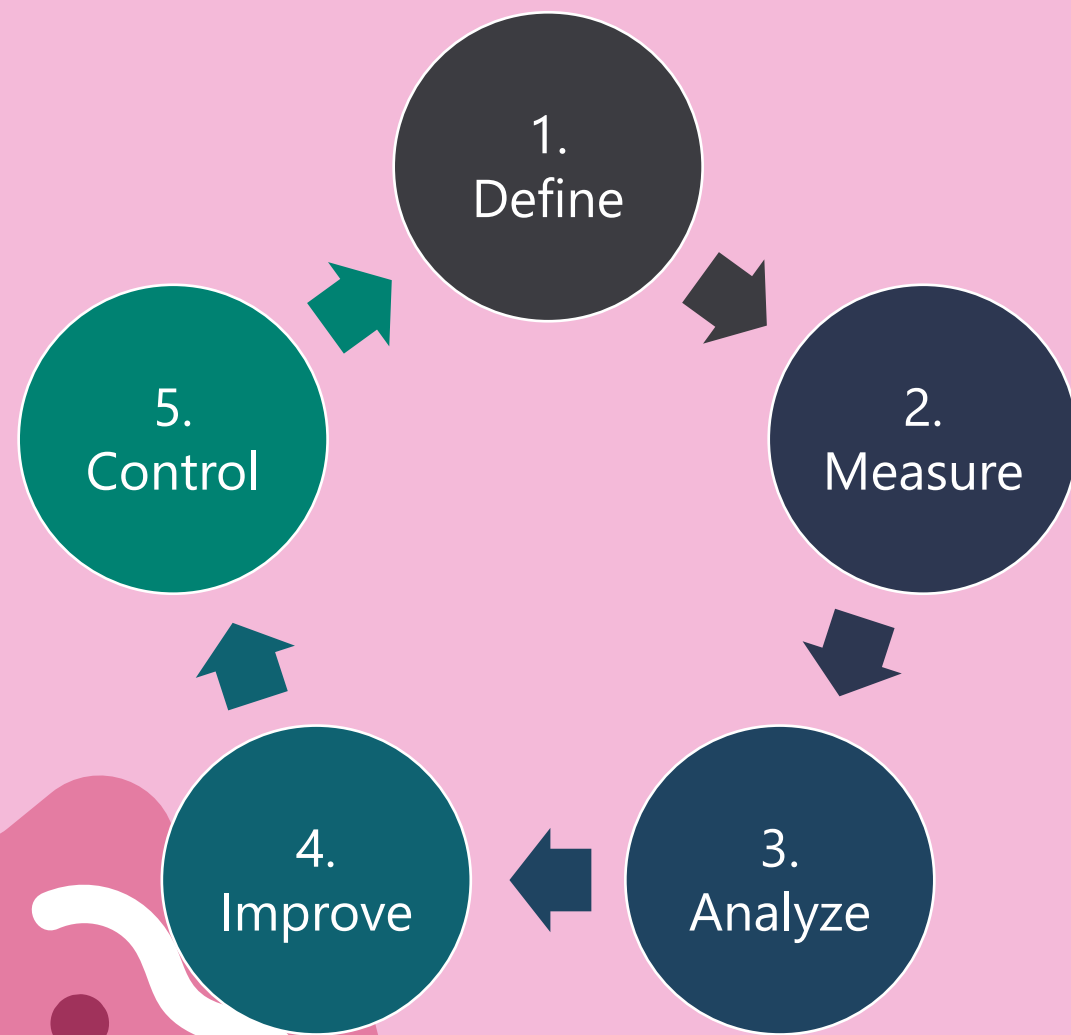 1.
Define
2.
Measure
3.
Analyze
4.
Improve
5.
Control